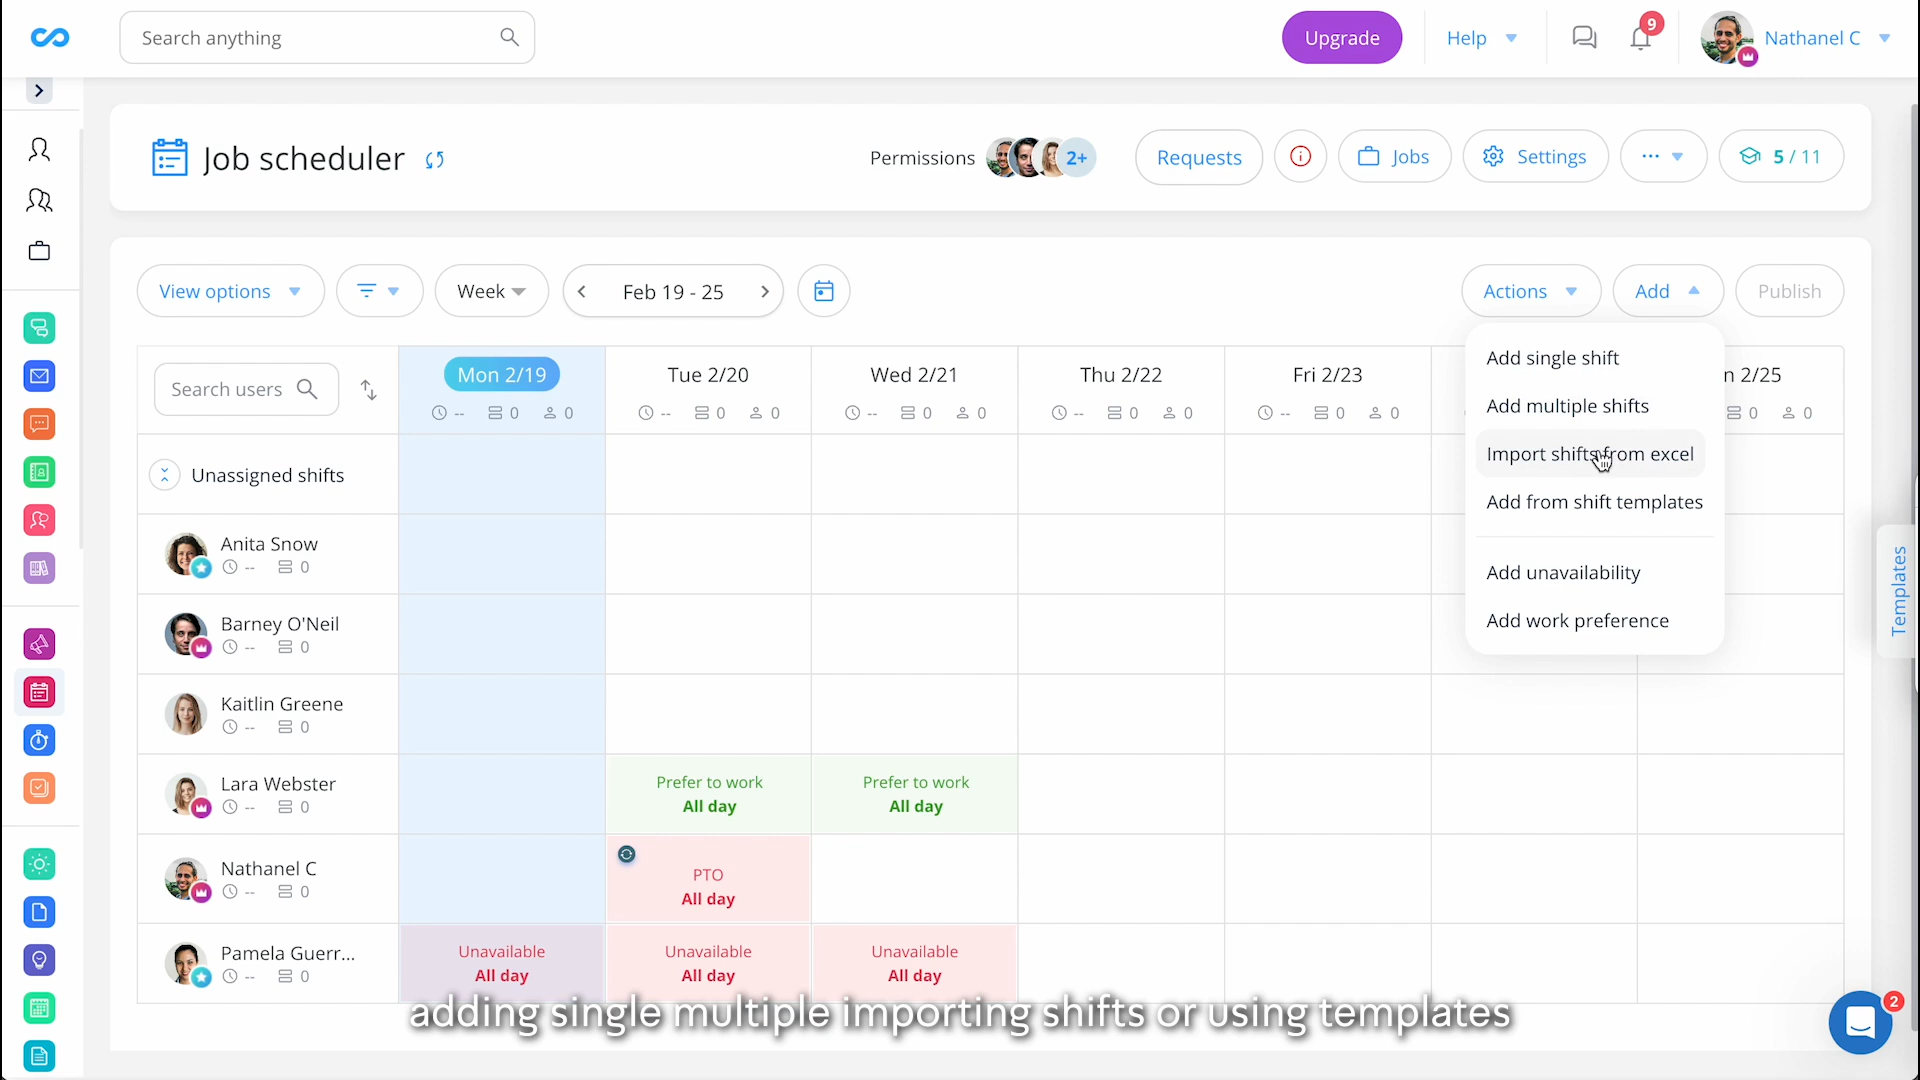 Search anything
Upgrade
Help
9
Nathanel C
Job scheduler
Permissions
2+
Requests
Jobs
Settings
5 / 11
View options
Week
Feb 19 - 25
Actions
Add
Publish
Search users
Mon 2/19
Tue 2/20
Wed 2/21
Thu 2/22
Fri 2/23
n 2/25
-- 0 0
-- 0 0
-- 0 0
-- 0 0
-- 0 0
0 0
Add single shift
Add multiple shifts
Import shifts from excel
Add from shift templates
Add unavailability
Add work preference
Templates
Unassigned shifts
Anita Snow
-- 0
Barney O'Neil
-- 0
Kaitlin Greene
-- 0
Lara Webster
-- 0
Prefer to work
All day
Prefer to work
All day
Nathanel C
-- 0
PTO
All day
Pamela Guerr...
-- 0
Unavailable
All day
Unavailable
All day
Unavailable
All day
adding single multiple importing shifts or using templates
2